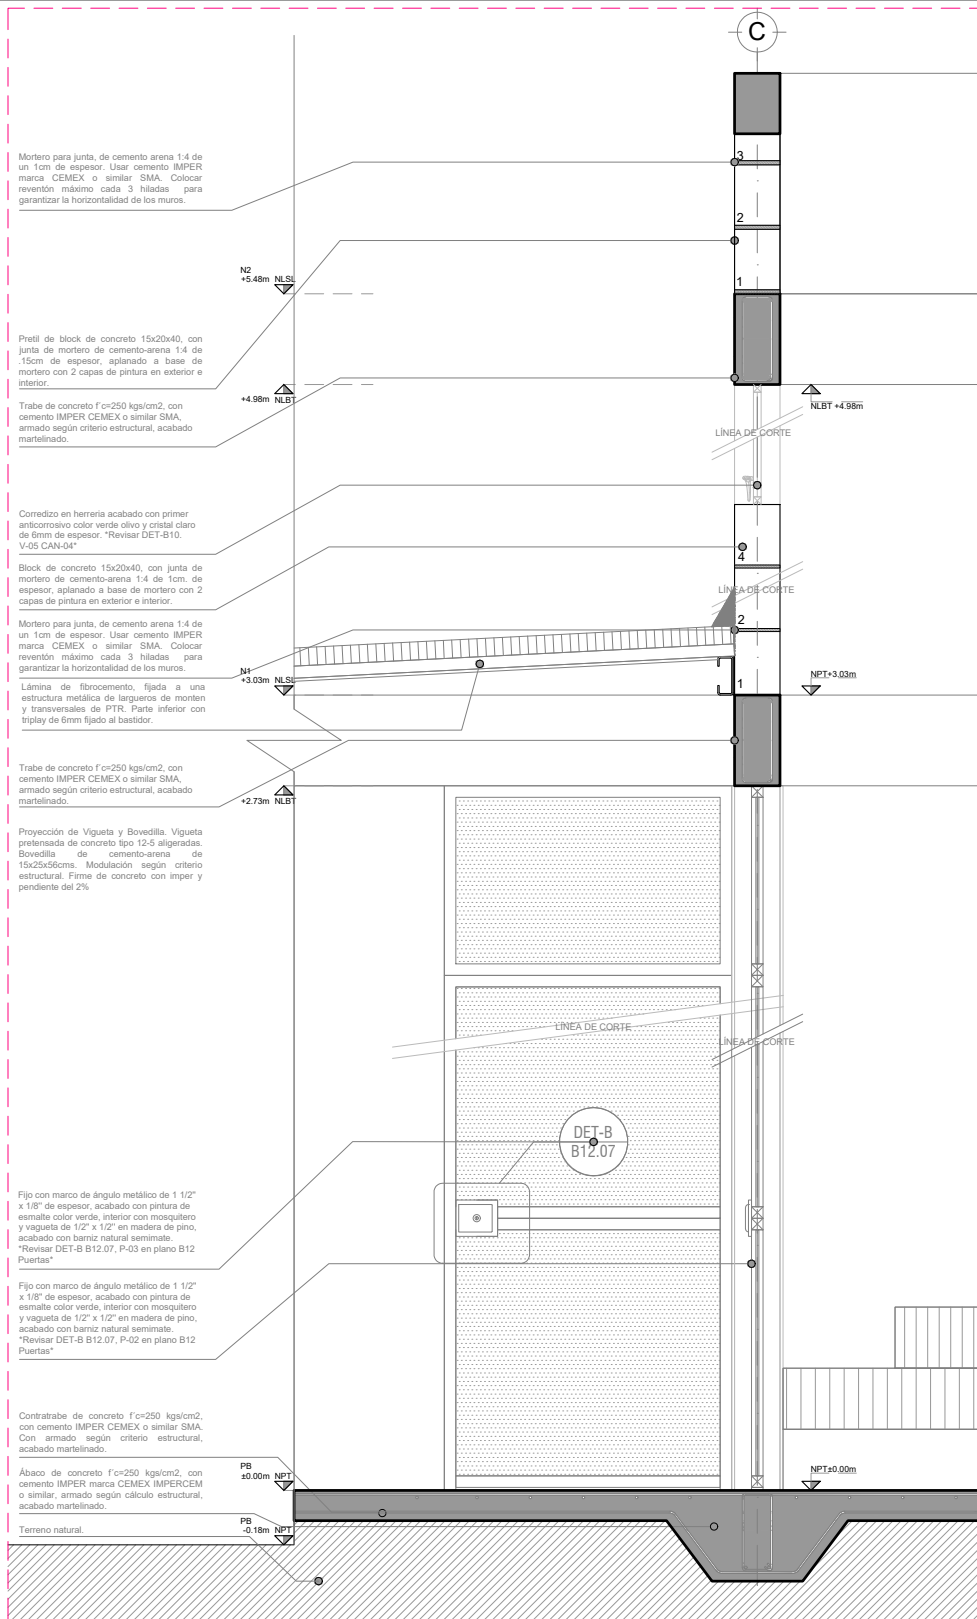 C
Mortero para junta, de cemento arena 1:4 de
un 1cm de espesor. Usar cemento IMPER
marca CEMEX o similar SMA. Colocar
reventón máximo cada 3 hiladas para
garantizar la horizontalidad de los muros.
3
2
1
N2
+5.48m NLSL
Pretil de block de concreto 15x20x40, con
junta de mortero de cemento-arena 1:4 de
.15cm de espesor, aplanado a base de
mortero con 2 capas de pintura en exterior e
interior.
+4.98m NLBT
NLBT +4.98m
Trabe de concreto f´c=250 kgs/cm2, con
cemento IMPER CEMEX o similar SMA,
armado según criterio estructural, acabado
martelinado.
LÍNEA DE CORTE
Corredizo en herreria acabado con primer
anticorrosivo color verde olivo y cristal claro
de 6mm de espesor. *Revisar DET-B10.
V-05 CAN-04*
4
Block de concreto 15x20x40, con junta de
mortero de cemento-arena 1:4 de 1cm. de
espesor, aplanado a base de mortero con 2
capas de pintura en exterior e interior.
LÍNEA DE CORTE
2
Mortero para junta, de cemento arena 1:4 de
un 1cm de espesor. Usar cemento IMPER
marca CEMEX o similar SMA. Colocar
reventón máximo cada 3 hiladas para
garantizar la horizontalidad de los muros.
N1
+3.03m NLSL
1
NPT+3.03m
Lámina de fibrocemento, fijada a una
estructura metálica de largueros de monten
y transversales de PTR. Parte inferior con
triplay de 6mm fijado al bastidor.
Trabe de concreto f´c=250 kgs/cm2, con
cemento IMPER CEMEX o similar SMA,
armado según criterio estructural, acabado
martelinado.
+2.73m NLBT
Proyección de Vigueta y Bovedilla. Vigueta
pretensada de concreto tipo 12-5 aligeradas.
Bovedilla de cemento-arena de
15x25x56cms. Modulación según criterio
estructural. Firme de concreto con imper y
pendiente del 2%
LÍNEA DE CORTE
LÍNEA DE CORTE
DET-B
B12.07
Fijo con marco de ángulo metálico de 1 1/2"
x 1/8" de espesor, acabado con pintura de
esmalte color verde, interior con mosquitero
y vagueta de 1/2" x 1/2" en madera de pino,
acabado con barniz natural semimate.
*Revisar DET-B B12.07, P-03 en plano B12
Puertas*
Fijo con marco de ángulo metálico de 1 1/2"
x 1/8" de espesor, acabado con pintura de
esmalte color verde, interior con mosquitero
y vagueta de 1/2" x 1/2" en madera de pino,
acabado con barniz natural semimate.
*Revisar DET-B B12.07, P-02 en plano B12
Puertas*
Contratrabe de concreto f´c=250 kgs/cm2,
con cemento IMPER CEMEX o similar SMA.
Con armado según criterio estructural,
acabado martelinado.
PB
±0.00m NPT
NPT±0.00m
Ábaco de concreto f´c=250 kgs/cm2, con
cemento IMPER marca CEMEX IMPERCEM
o similar, armado según cálculo estructural,
acabado martelinado.
PB
-0.18m NPT
Terreno natural.